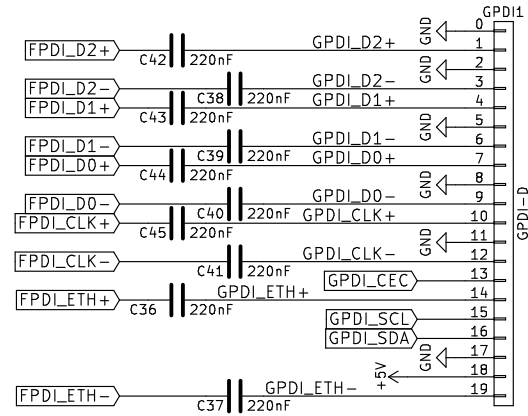 GPDI1
GND 0
FPDI_D2+ C42 220nF GPDI_D2+ 1
GND 2
FPDI_D2- C38 220nF GPDI_D2- 3
FPDI_D1+ C43 220nF GPDI_D1+ 4
GND 5
FPDI_D1- C39 220nF GPDI_D1- 6
FPDI_D0+ C44 220nF GPDI_D0+ 7
GND 8
FPDI_D0- C40 220nF GPDI_D0- 9
FPDI_CLK+ C45 220nF GPDI_CLK+ 10
GND 11
FPDI_CLK- C41 220nF GPDI_CLK- 12
GPDI_CEC 13
FPDI_ETH+ C36 220nF GPDI_ETH+ 14
GPDI_SCL 15
GPDI_SDA 16
GND 17
+5V 18
FPDI_ETH- C37 220nF GPDI_ETH- 19
GPDI-D